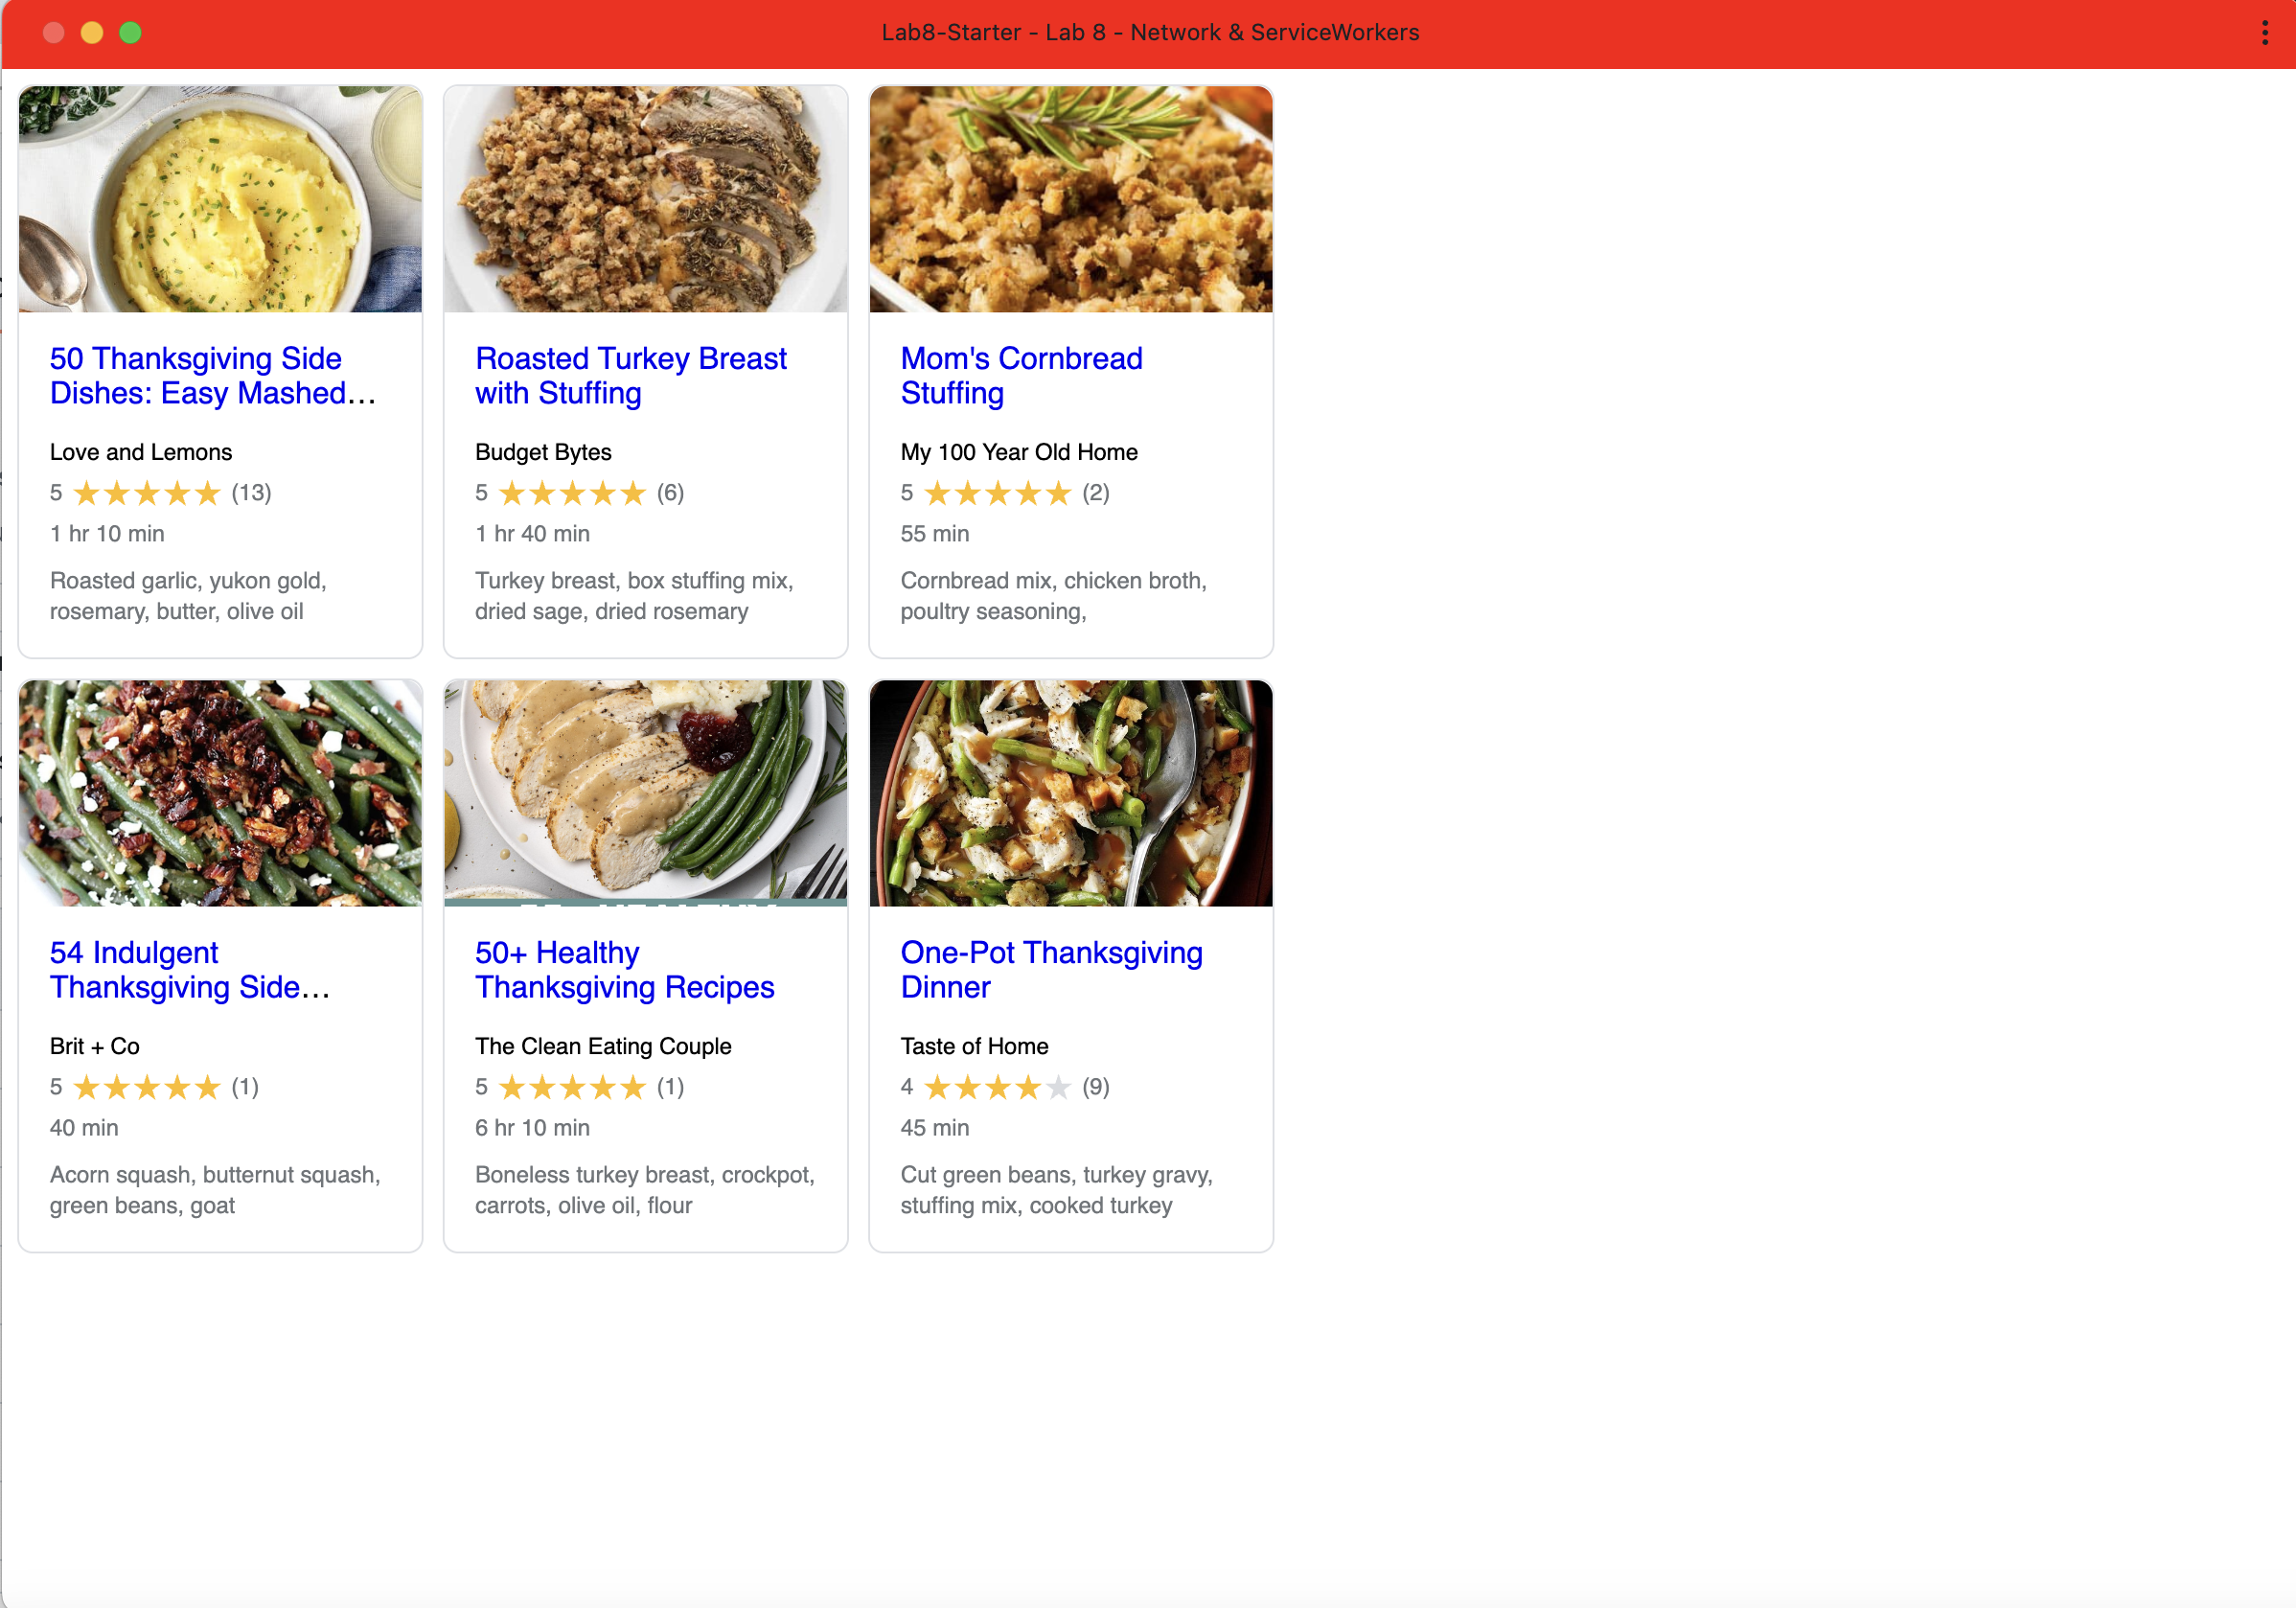 Lab8-Starter - Lab 8 - Network & ServiceWorkers
50 Thanksgiving Side
Dishes: Easy Mashed...
Love and Lemons
5 ★★★★★ (13)
1 hr 10 min
Roasted garlic, yukon gold,
rosemary, butter, olive oil
Roasted Turkey Breast
with Stuffing
Budget Bytes
5 ★★★★★ (6)
1 hr 40 min
Turkey breast, box stuffing mix,
dried sage, dried rosemary
Mom's Cornbread
Stuffing
My 100 Year Old Home
5 ★★★★★ (2)
55 min
Cornbread mix, chicken broth,
poultry seasoning,
54 Indulgent
Thanksgiving Side...
Brit + Co
5 ★★★★★ (1)
40 min
Acorn squash, butternut squash,
green beans, goat
50+ Healthy
Thanksgiving Recipes
The Clean Eating Couple
5 ★★★★★ (1)
6 hr 10 min
Boneless turkey breast, crockpot,
carrots, olive oil, flour
One-Pot Thanksgiving
Dinner
Taste of Home
4 ★★★★★ (9)
45 min
Cut green beans, turkey gravy,
stuffing mix, cooked turkey